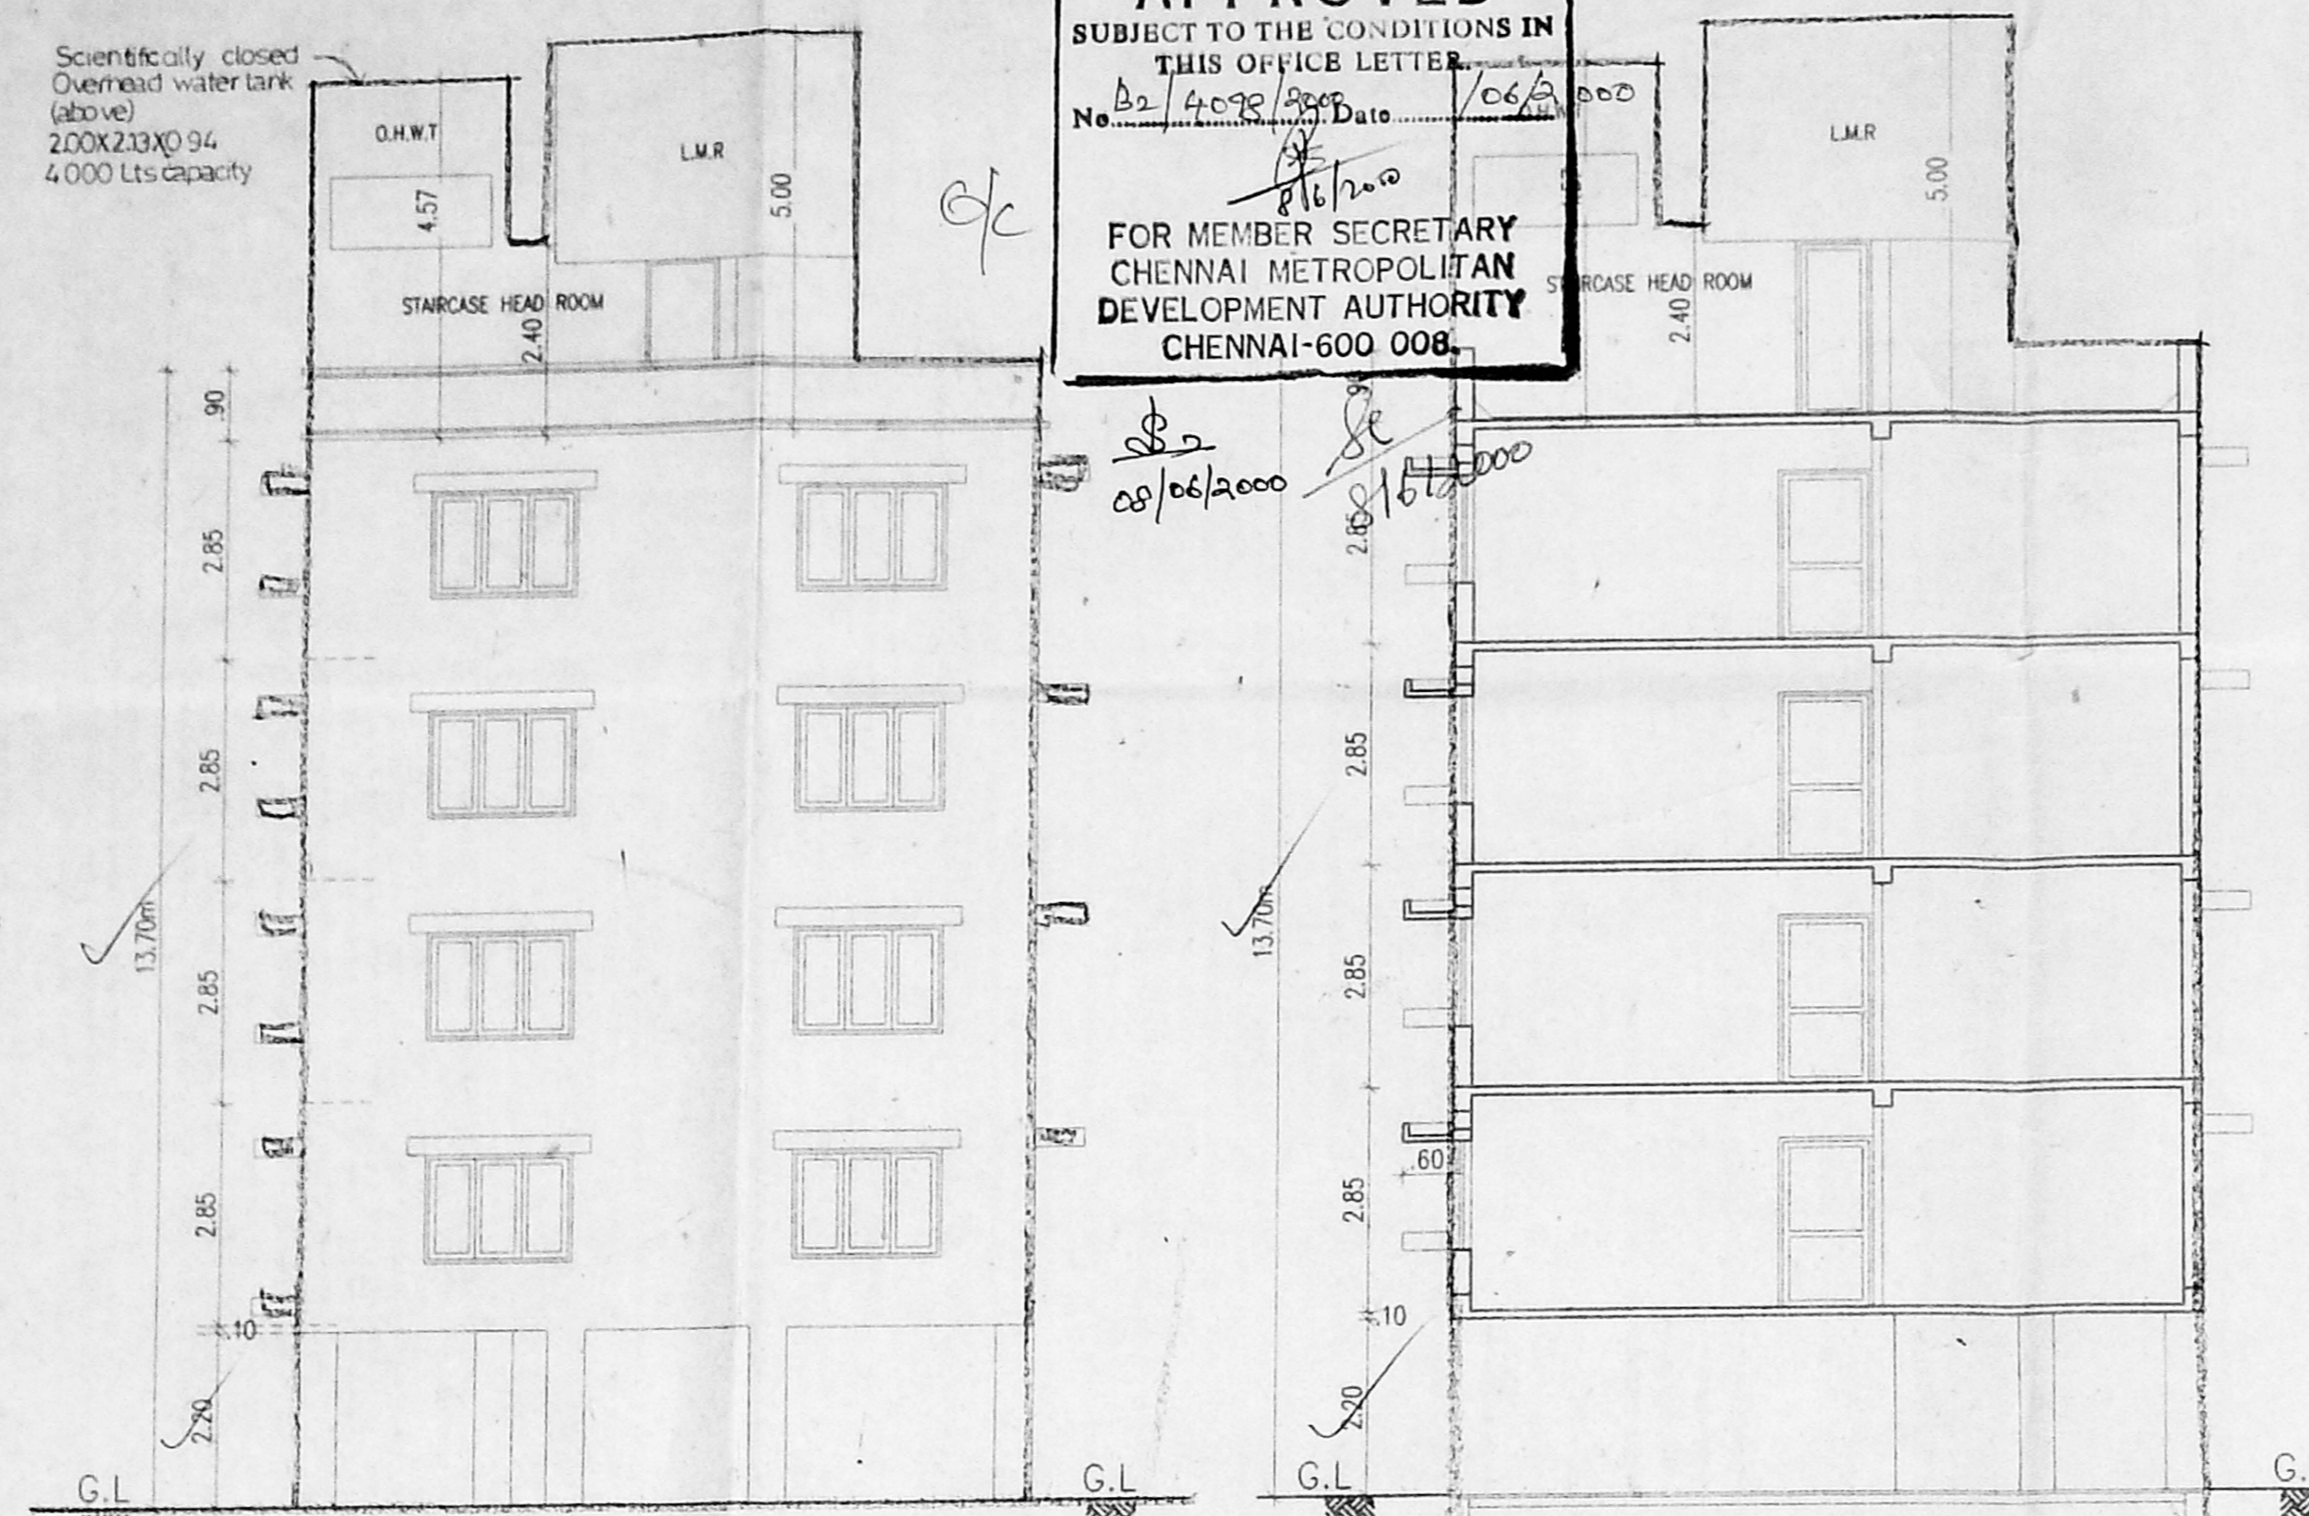 Scientifically closed
Overhead water tank
(above)
2.00X2.13X0.94
4000 Lts capacity
O.H.W.T
4.57
L.M.R
5.00
STAIRCASE HEAD ROOM
2.40
.90
2.85
2.85
2.85
2.85
13.70m
.10
2.20
G.L
G.L
O/C
APPROVED
SUBJECT TO THE CONDITIONS IN
THIS OFFICE LETTER.
No. B2/4098/2000 Date /06/2000
8/6/2000
FOR MEMBER SECRETARY
CHENNAI METROPOLITAN
DEVELOPMENT AUTHORITY
CHENNAI-600 008.
08/06/2000
8/6/2000
L.M.R
5.00
STAIRCASE HEAD ROOM
2.40
2.85
2.85
2.85
2.85
13.70m
.60
.10
2.20
G.L
G.